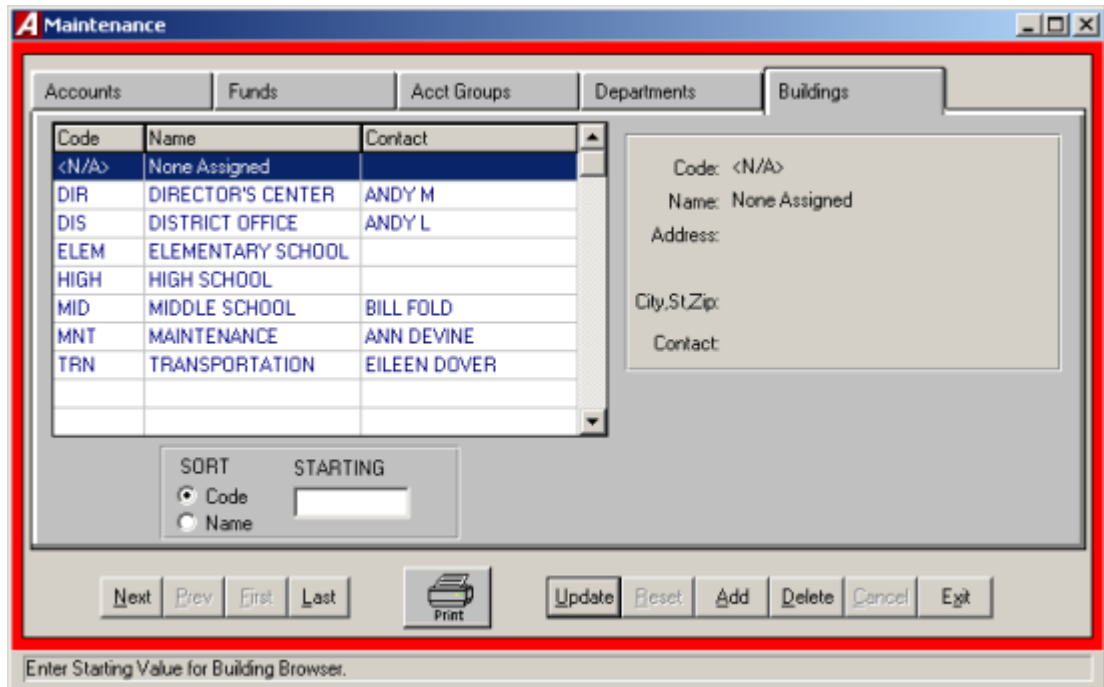 A Maintenance
Accounts Funds Acct Groups Departments Buildings
Code Name Contact
<N/A> None Assigned
DIR DIRECTOR'S CENTER ANDY M
DIS DISTRICT OFFICE ANDY L
ELEM ELEMENTARY SCHOOL
HIGH HIGH SCHOOL
MID MIDDLE SCHOOL BILL FOLD
MNT MAINTENANCE ANN DEVINE
TRN TRANSPORTATION EILEEN DOVER
Code: <N/A>
Name: None Assigned
Address:
City,St,Zip:
Contact:
SORT STARTING
Code
Name
Next Prev First Last Print Update Reset Add Delete Cancel Exit
Enter Starting Value for Building Browser.